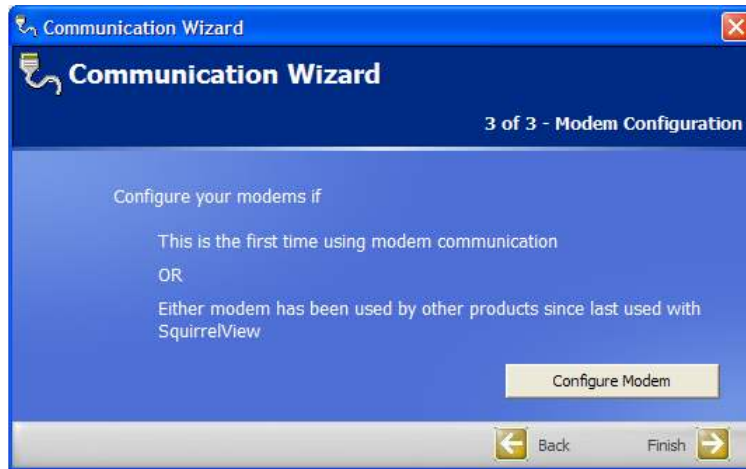 Communication Wizard
Communication Wizard
3 of 3 - Modem Configuration
Configure your modems if
This is the first time using modem communication
OR
Either modem has been used by other products since last used with
SquirrelView
Configure Modem
Back Finish